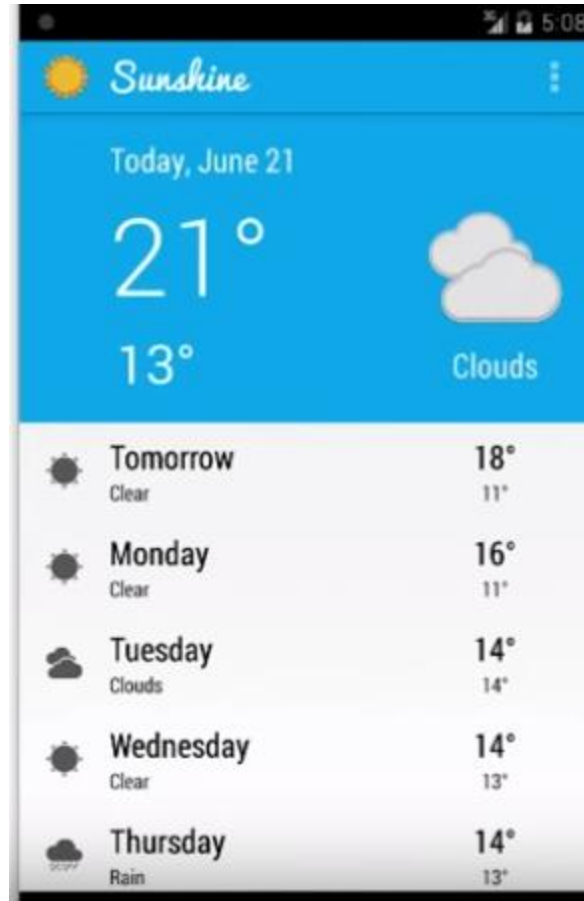 3G 5:08
Sunshine
Today, June 21
21°
13°
Clouds
Tomorrow 18°
Clear 11°
Monday 16°
Clear 11°
Tuesday 14°
Clouds 14°
Wednesday 14°
Clear 13°
Thursday 14°
Rain 13°